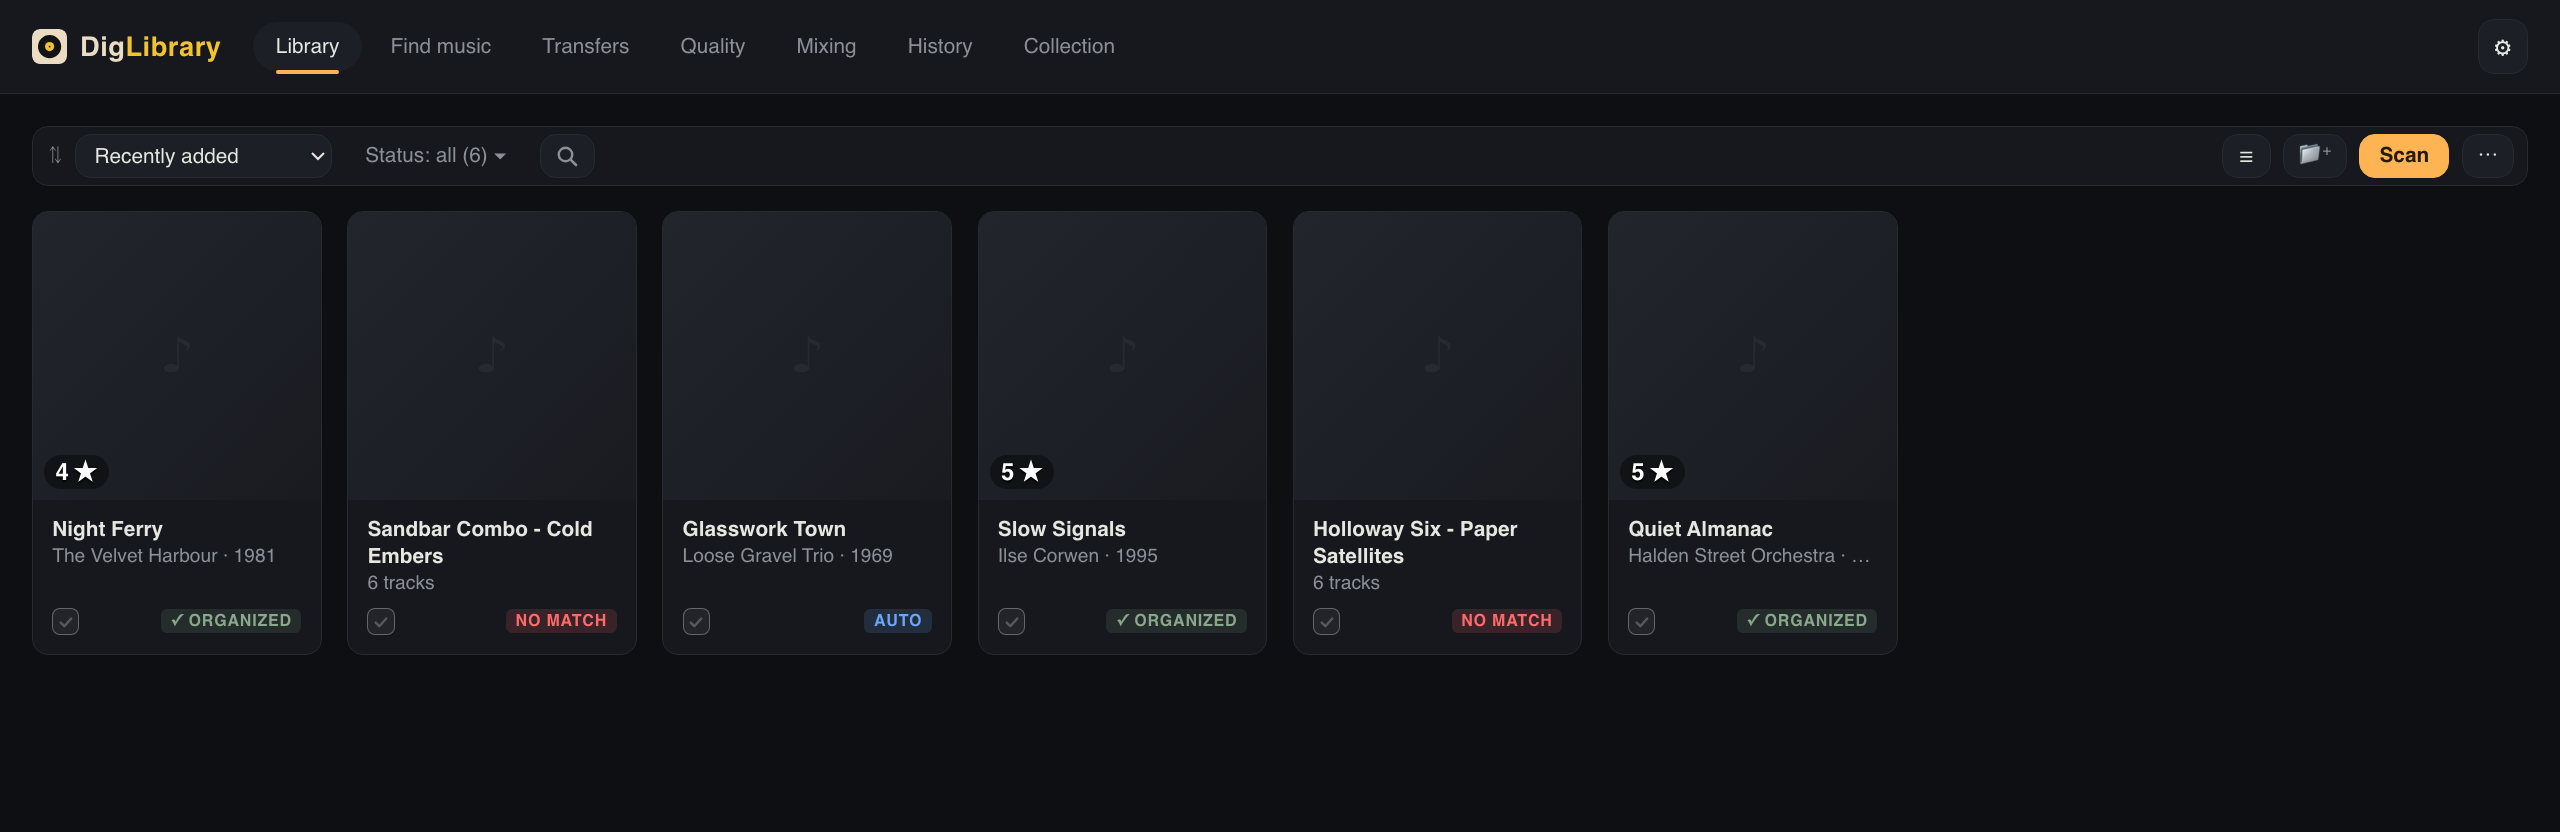 DigLibrary
Library
Find music
Transfers
Quality
Mixing
History
Collection
Recently added
Status: all (6)
Scan
4 ★
Night Ferry
The Velvet Harbour · 1981
✓ ORGANIZED
Sandbar Combo - Cold
Embers
6 tracks
NO MATCH
Glasswork Town
Loose Gravel Trio · 1969
AUTO
5 ★
Slow Signals
Ilse Corwen · 1995
✓ ORGANIZED
Holloway Six - Paper
Satellites
6 tracks
NO MATCH
5 ★
Quiet Almanac
Halden Street Orchestra · …
✓ ORGANIZED